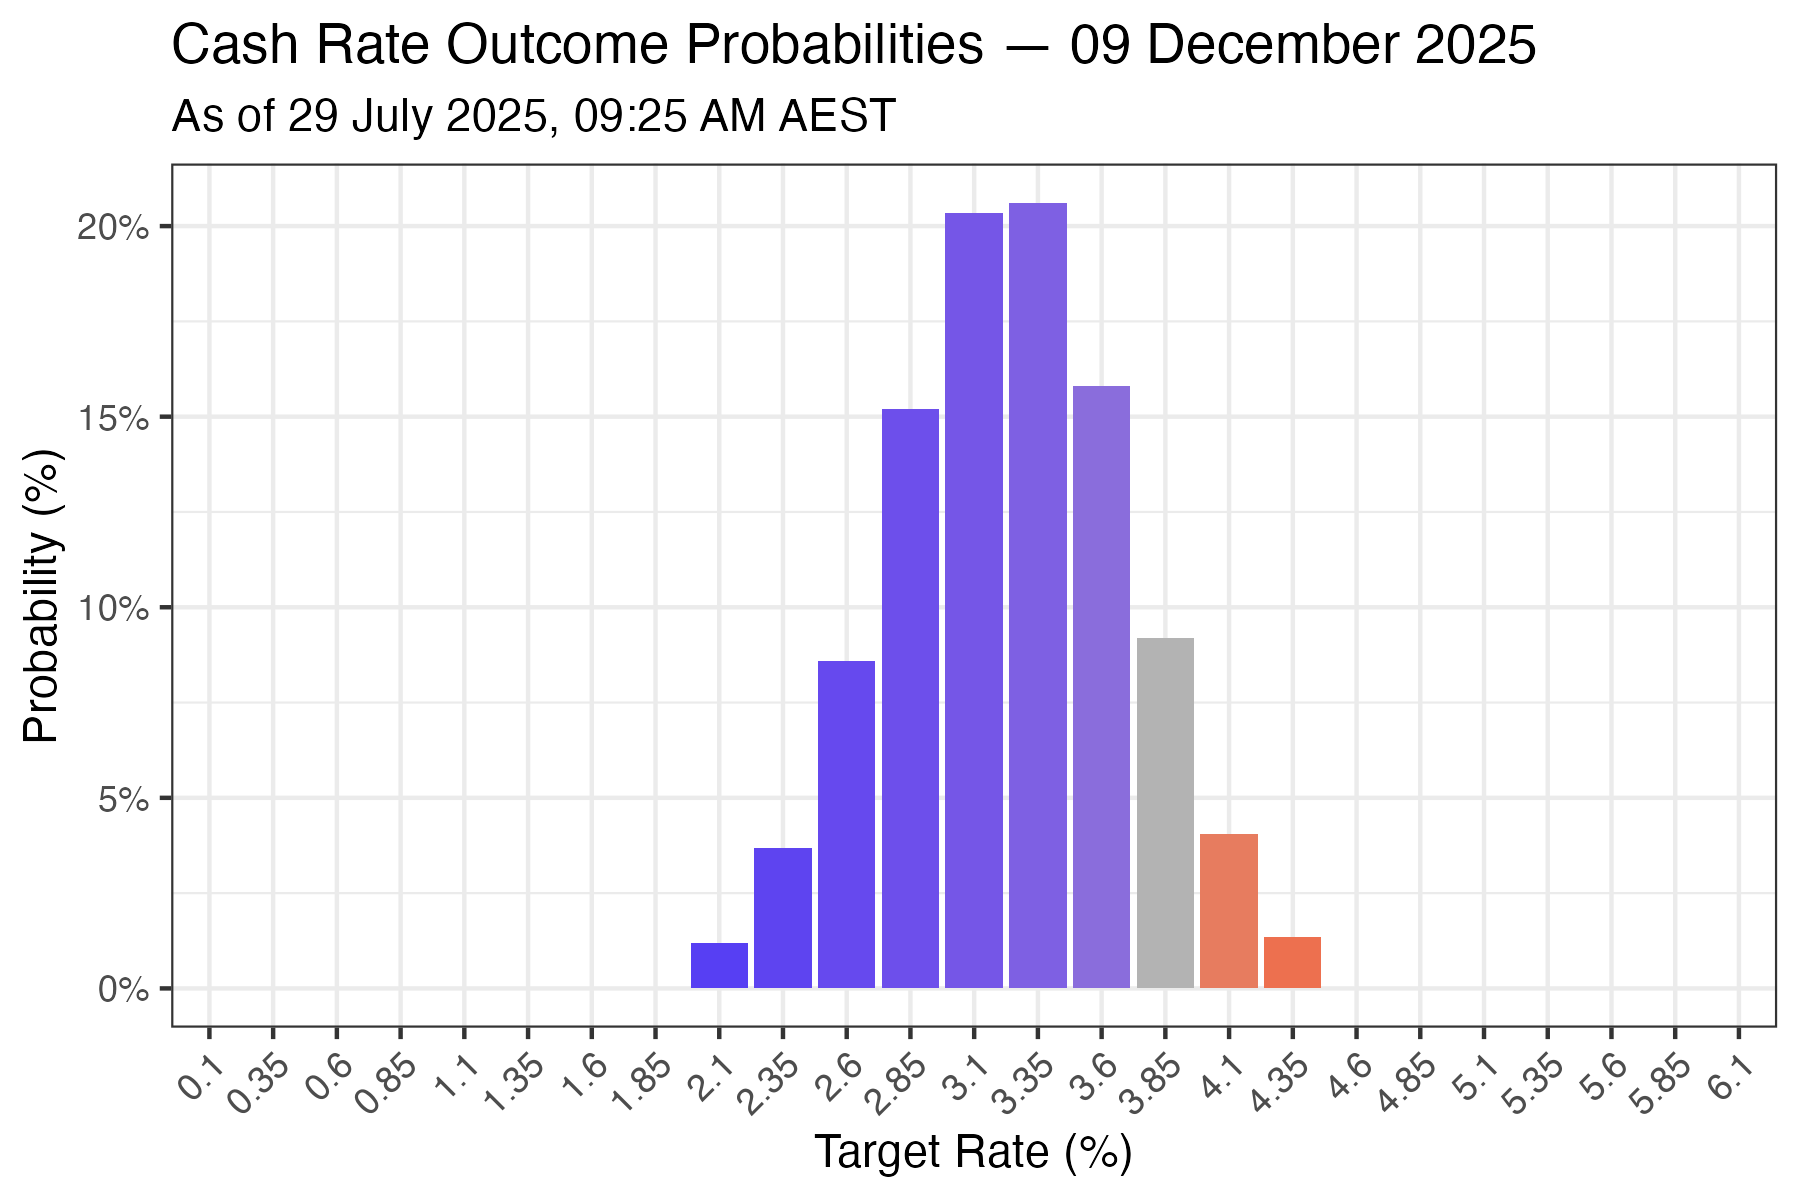 Cash Rate Outcome Probabilities — 09 December 2025
As of 29 July 2025, 09:25 AM AEST
Probability (%)
20%
15%
10%
5%
0%
0.1 0.35 0.6 0.85 1.1 1.35 1.6 1.85 2.1 2.35 2.6 2.85 3.1 3.35 3.6 3.85 4.1 4.35 4.6 4.85 5.1 5.35 5.6 5.85 6.1
Target Rate (%)